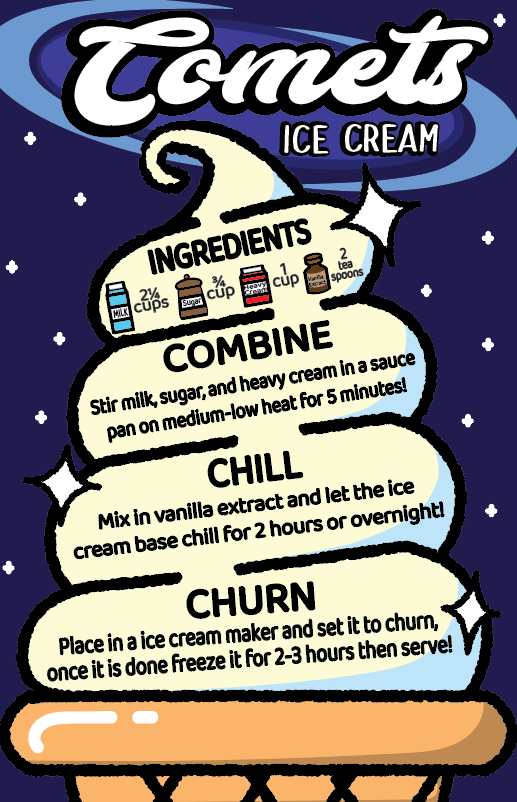 Comets
ICE CREAM
INGREDIENTS
MILK 2¼ cups Sugar ¾ cup Heavy Cream 1 cup Vanilla Extract 2 tea spoons
COMBINE
Stir milk, sugar, and heavy cream in a sauce
pan on medium-low heat for 5 minutes!
CHILL
Mix in vanilla extract and let the ice
cream base chill for 2 hours or overnight!
CHURN
Place in a ice cream maker and set it to churn,
once it is done freeze it for 2-3 hours then serve!